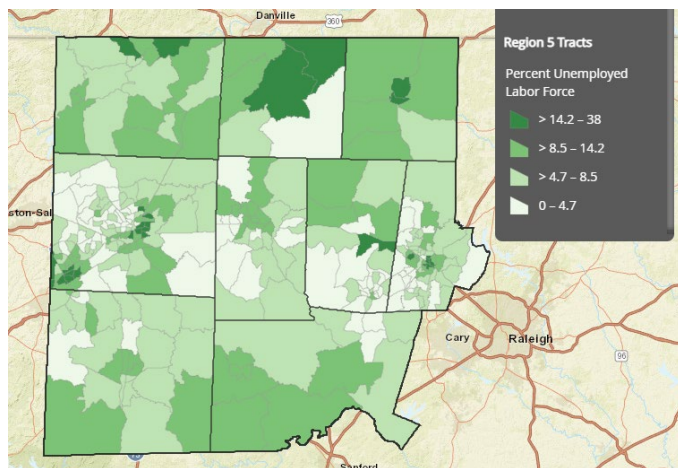 Danville
360
Region 5 Tracts
Percent Unemployed
Labor Force
> 14.2 – 38
> 8.5 – 14.2
> 4.7 – 8.5
0 – 4.7
ston-Sal
Cary
Raleigh
96
Sanford